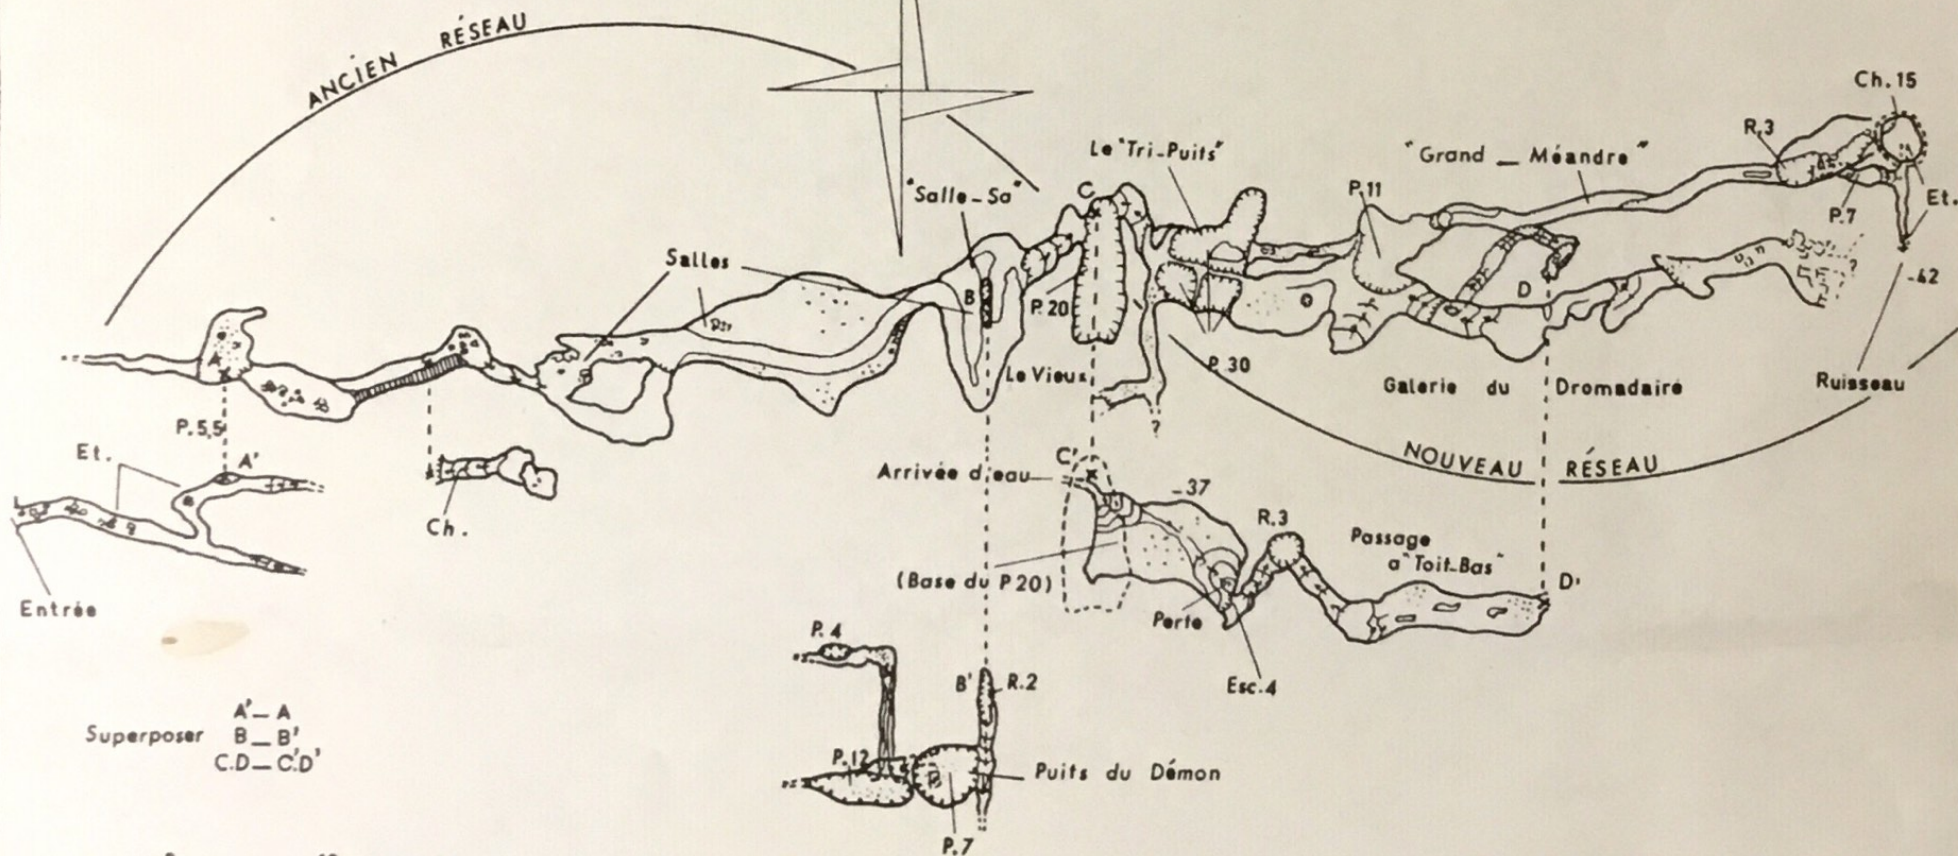 ANCIEN RÉSEAU
Ch.15
R.3
Le "Tri-Puits"
"Grand _ Méandre"
"Salle-Sa"
C
P.11
P.7
Et.
Salles
B
P.20
D
-42
A
Le Vieux
P.30
Galerie du Dromadaire
Ruisseau
?
?
P.5,5
Et.
A'
NOUVEAU RÉSEAU
C'
Arrivée d'eau
-37
Ch.
R.3
Passage
a "Toit-Bas"
(Base du P20)
D'
Entrée
Perte
P.4
Esc.4
B'
R.2
Superposer
A'_ A
B _ B'
C.D _ C'.D'
P.12
Puits du Démon
P.7